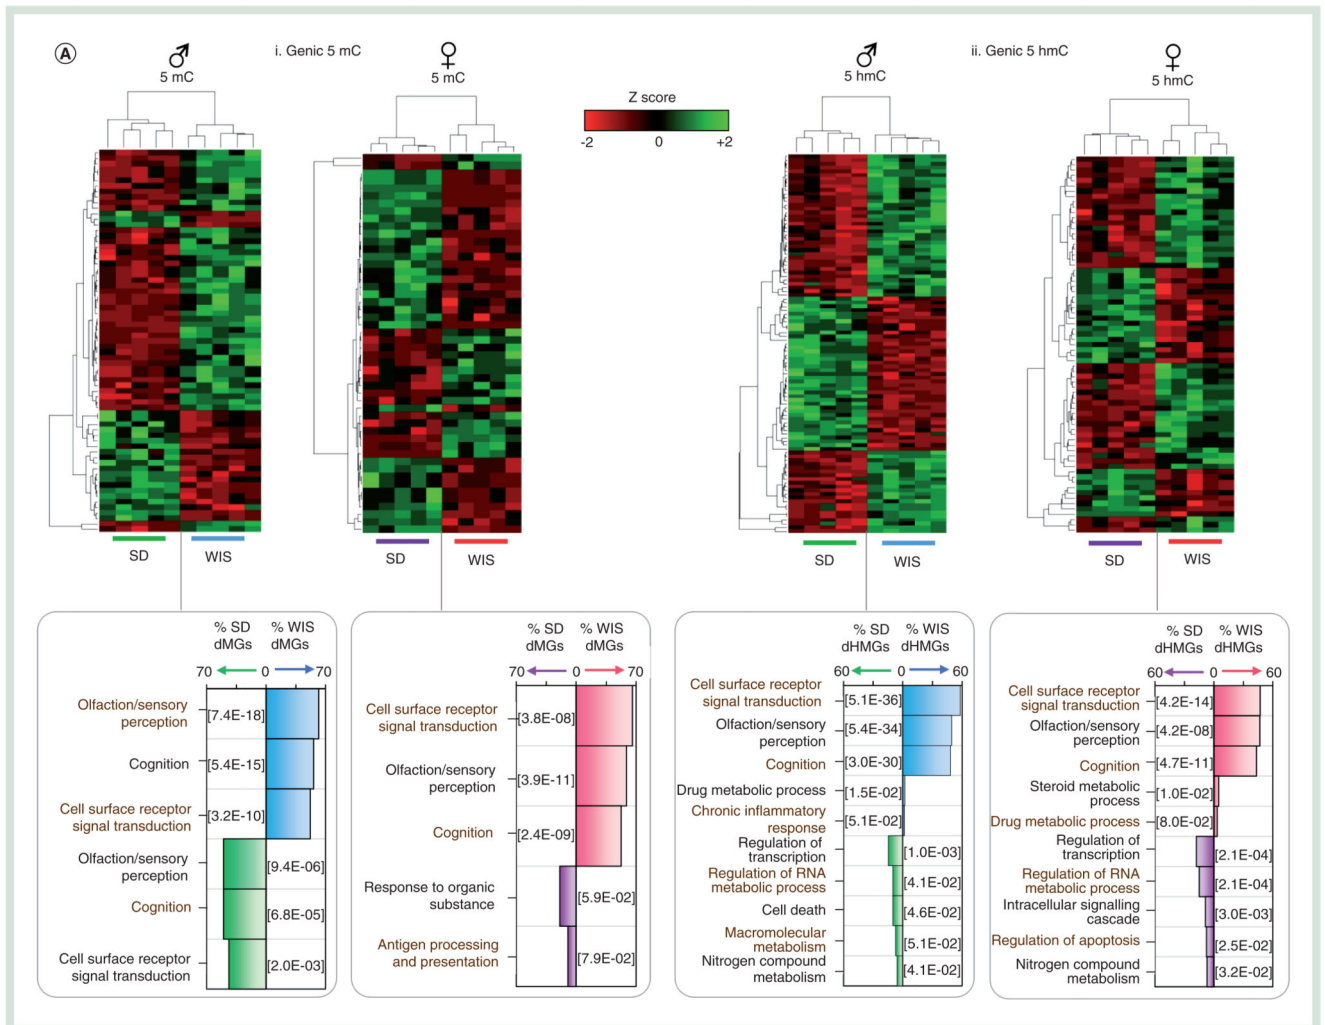 A
i. Genic 5 mC
ii. Genic 5 hmC
♂
5 mC
♀
5 mC
Z score
-2 0 +2
♂
5 hmC
♀
5 hmC
SD WIS
SD WIS
SD WIS
SD WIS
% SD
dMGs
% WIS
dMGs
70 0 70
Olfaction/sensory
perception
[7.4E-18]
Cognition
[5.4E-15]
Cell surface receptor
signal transduction
[3.2E-10]
Olfaction/sensory
perception
[9.4E-06]
Cognition
[6.8E-05]
Cell surface receptor
signal transduction
[2.0E-03]
% SD
dMGs
% WIS
dMGs
70 0 70
Cell surface receptor
signal transduction
[3.8E-08]
Olfaction/sensory
perception
[3.9E-11]
Cognition
[2.4E-09]
Response to organic
substance
[5.9E-02]
Antigen processing
and presentation
[7.9E-02]
% SD
dHMGs
% WIS
dHMGs
60 0 60
Cell surface receptor
signal transduction
[5.1E-36]
Olfaction/sensory
perception
[5.4E-34]
Cognition
[3.0E-30]
Drug metabolic process
[1.5E-02]
Chronic inflammatory
response
[5.1E-02]
Regulation of
transcription
[1.0E-03]
Regulation of RNA
metabolic process
[4.1E-02]
Cell death
[4.6E-02]
Macromolecular
metabolism
[5.1E-02]
Nitrogen compound
metabolism
[4.1E-02]
% SD
dHMGs
% WIS
dHMGs
60 0 60
Cell surface receptor
signal transduction
[4.2E-14]
Olfaction/sensory
perception
[4.2E-08]
Cognition
[4.7E-11]
Steroid metabolic
process
[1.0E-02]
Drug metabolic process
[8.0E-02]
Regulation of
transcription
[2.1E-04]
Regulation of RNA
metabolic process
[2.1E-04]
Intracellular signalling
cascade
[3.0E-03]
Regulation of apoptosis
[2.5E-02]
Nitrogen compound
metabolism
[3.2E-02]